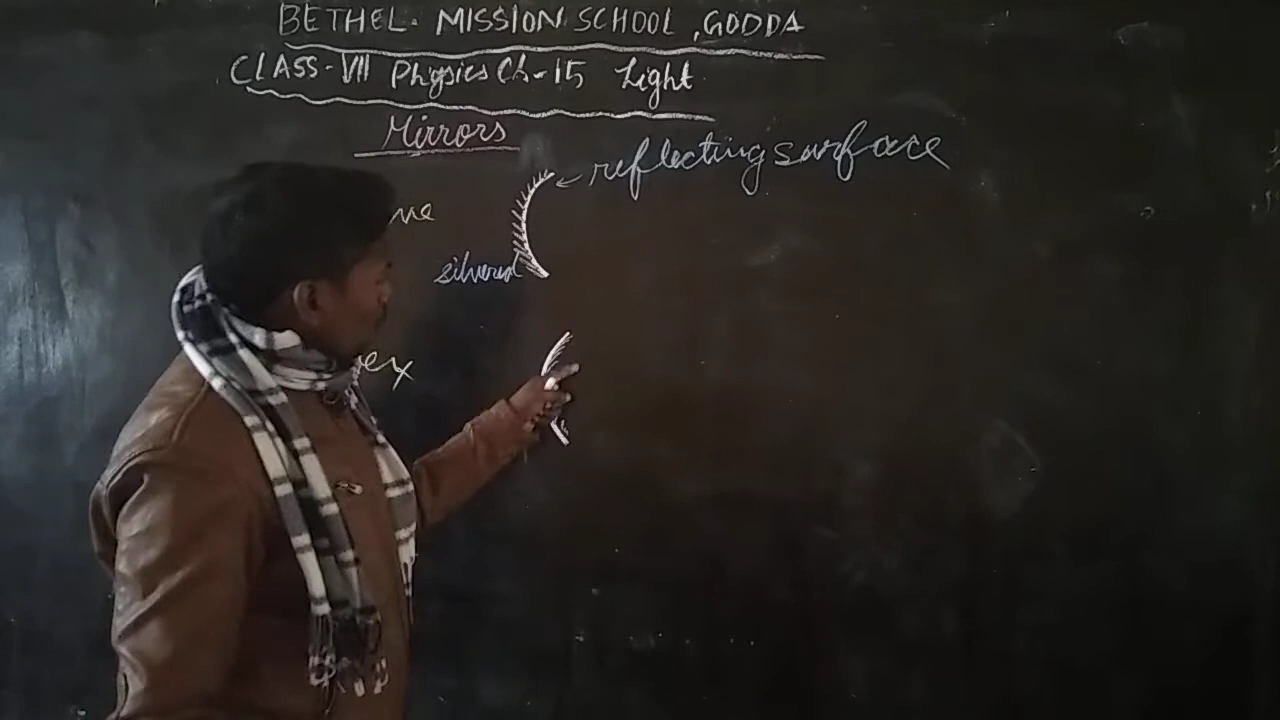 BETHEL. MISSION SCHOOL, GODDA
CLASS-VII Physics Ch-15 Light
Mirrors
reflecting surface
silvered